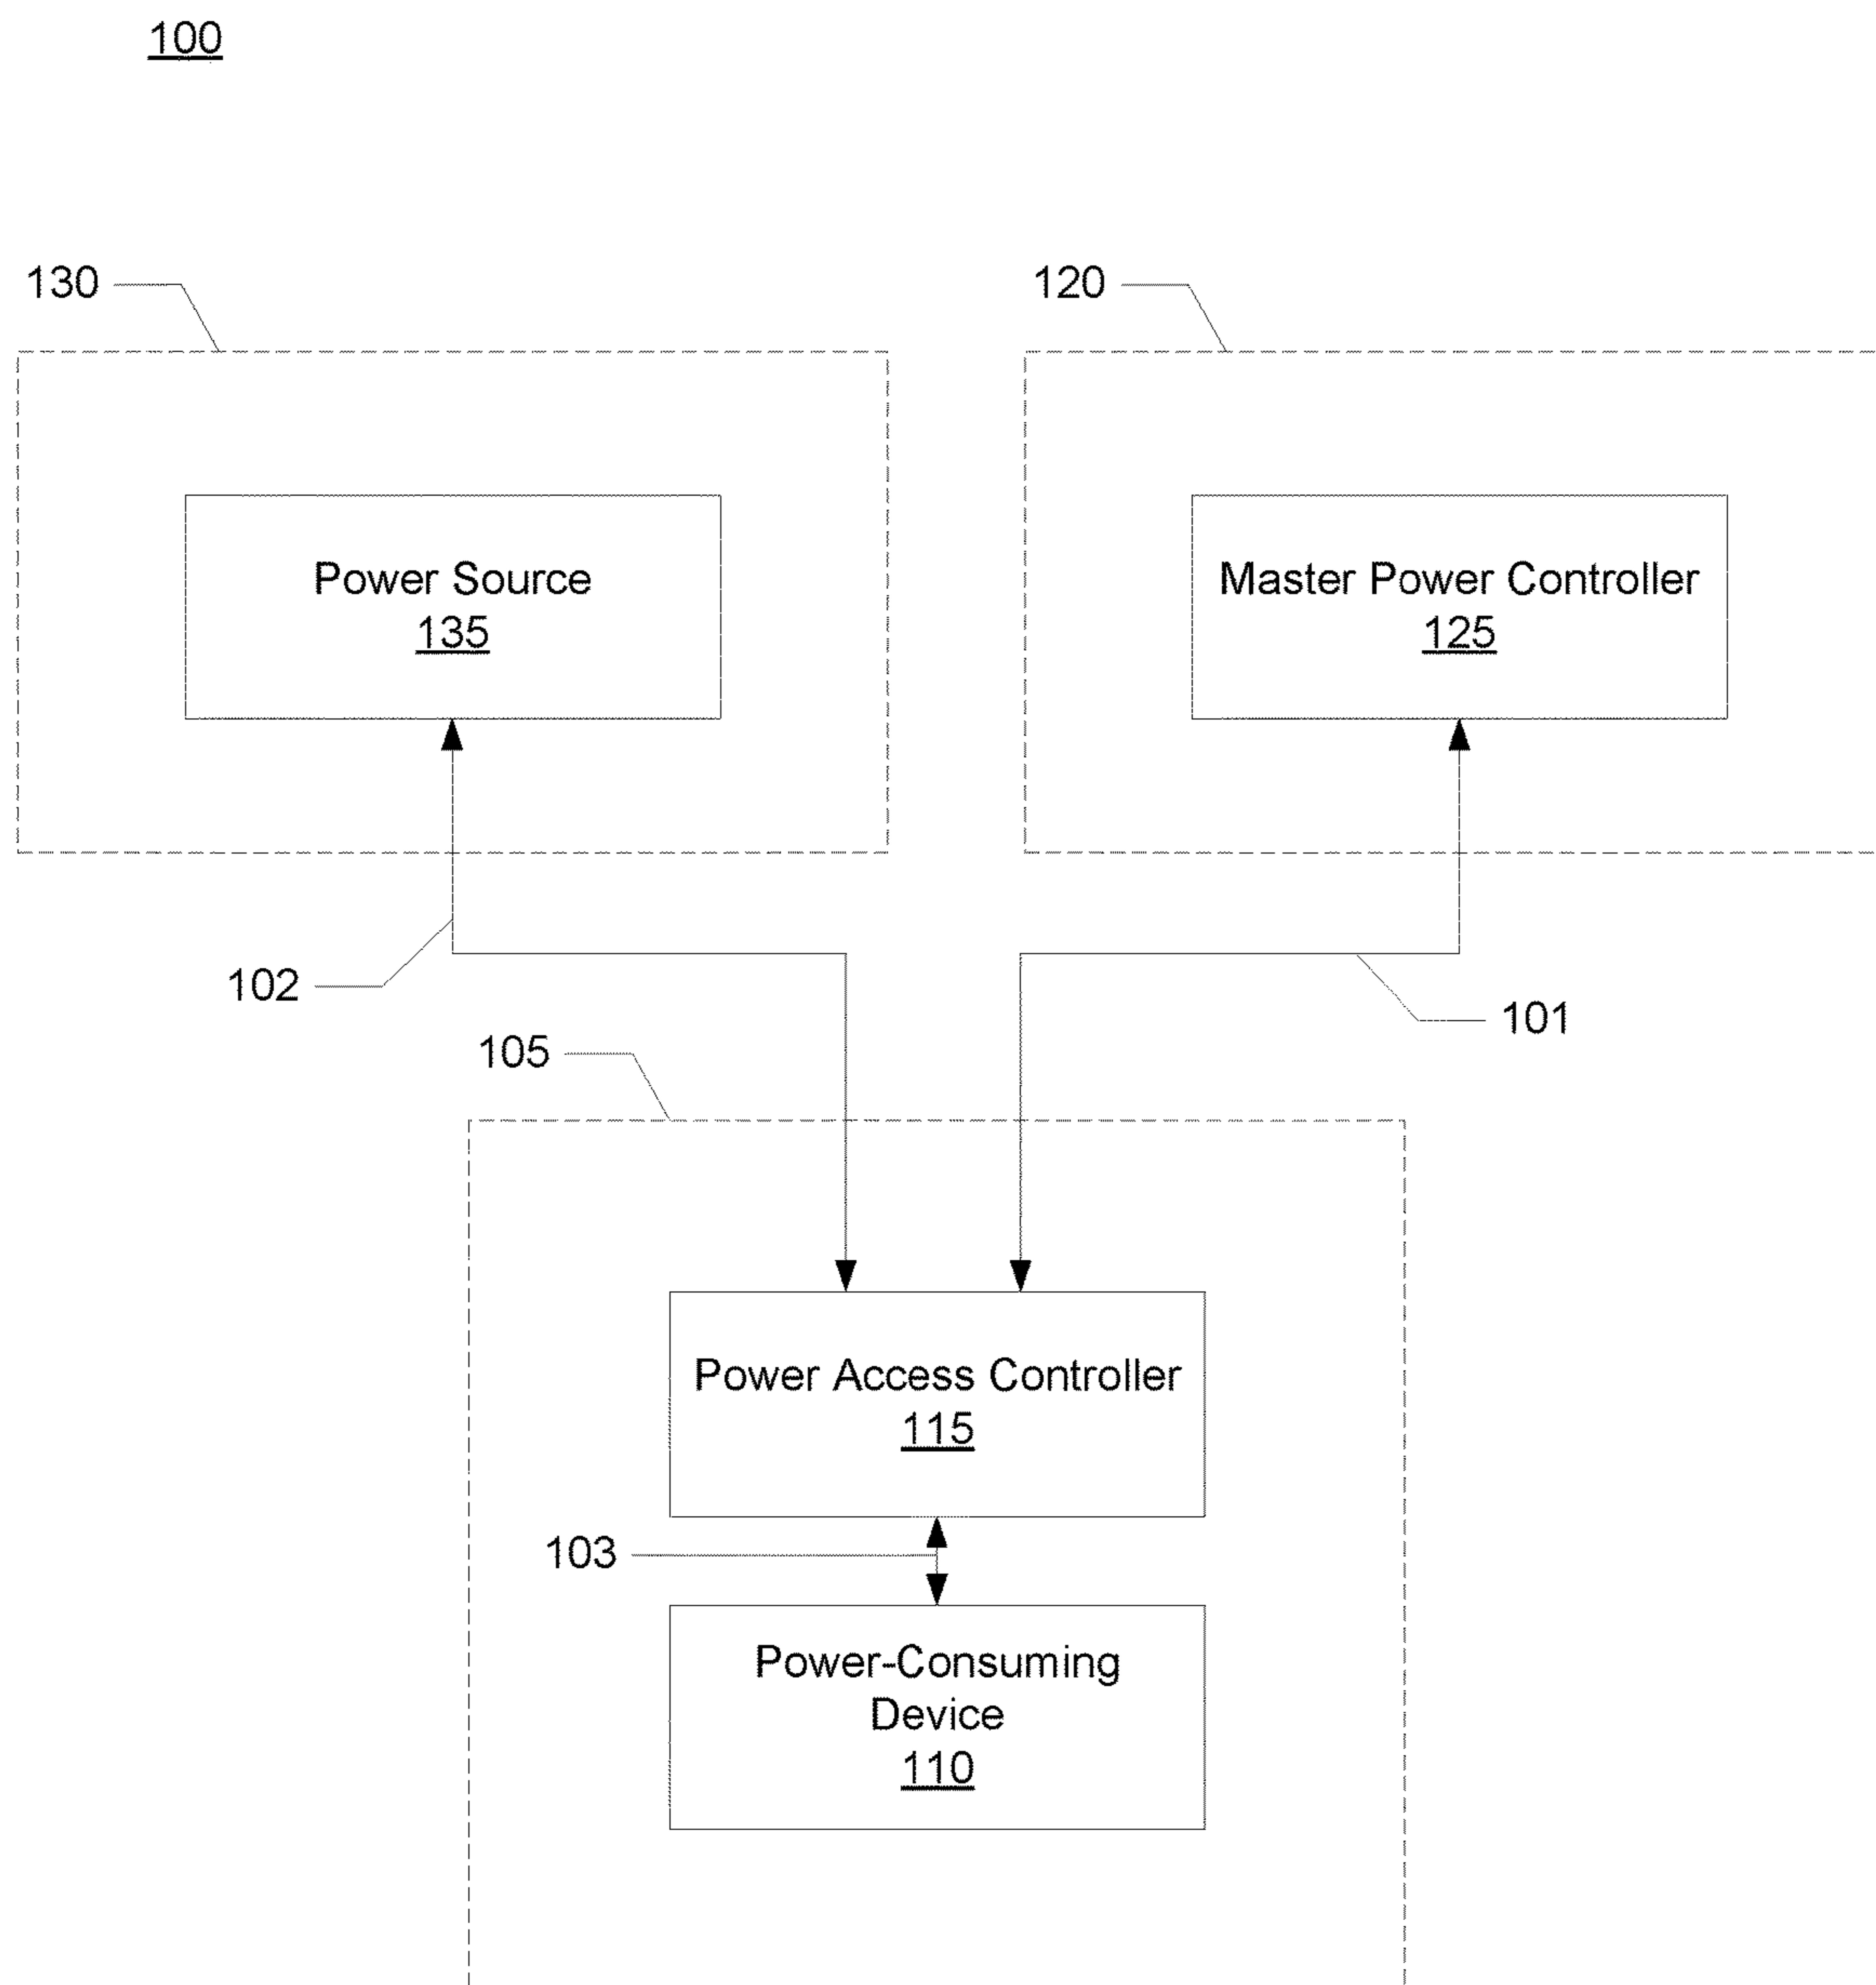 100
130
120
Power Source
135
Master Power Controller
125
102
101
105
Power Access Controller
115
103
Power-Consuming
Device
110